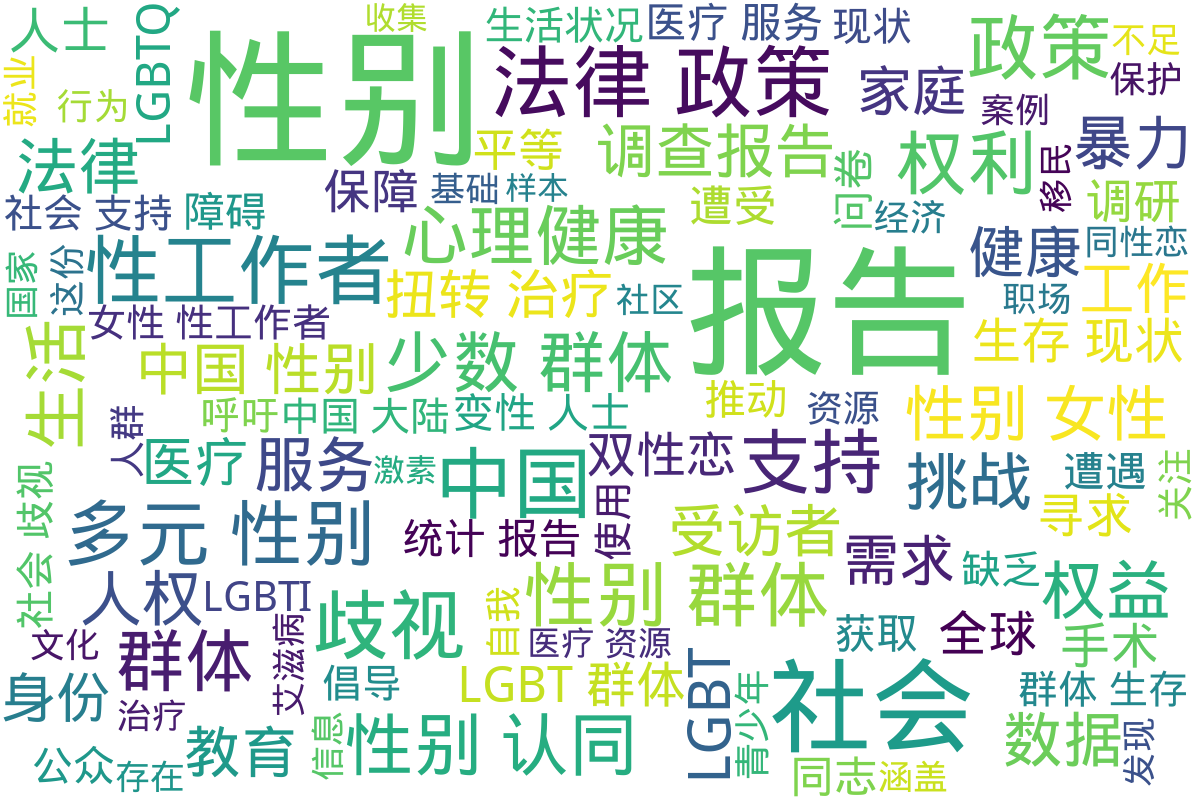 人士
LGBTQ
收集
生活状况
医疗 服务
现状
政策
不足
保护
就业
行为
性别
法律 政策
家庭
案例
暴力
法律
平等
调查报告
权利
移民
调研
社会 支持
障碍
保障
基础
样本
遭受
问卷
经济
国家
这份
性工作者
心理健康
报告
健康
同性恋
扭转 治疗
社区
职场
工作
女性 性工作者
生存 现状
生活
中国 性别
少数 群体
推动
资源
性别 女性
人群
呼吁
中国 大陆
变性 人士
医疗
服务
激素
中国
双性恋
支持
挑战
遭遇
关注
社会 歧视
多元 性别
统计 报告
使用
受访者
寻求
需求
缺乏
人权
LGBTI
歧视
自我
性别 群体
权益
文化
群体
艾滋病
医疗 资源
获取
全球
手术
身份
治疗
倡导
LGBT 群体
LGBT
青少年
社会
群体 生存
公众
存在
教育
信息
性别 认同
同志
涵盖
数据
发现